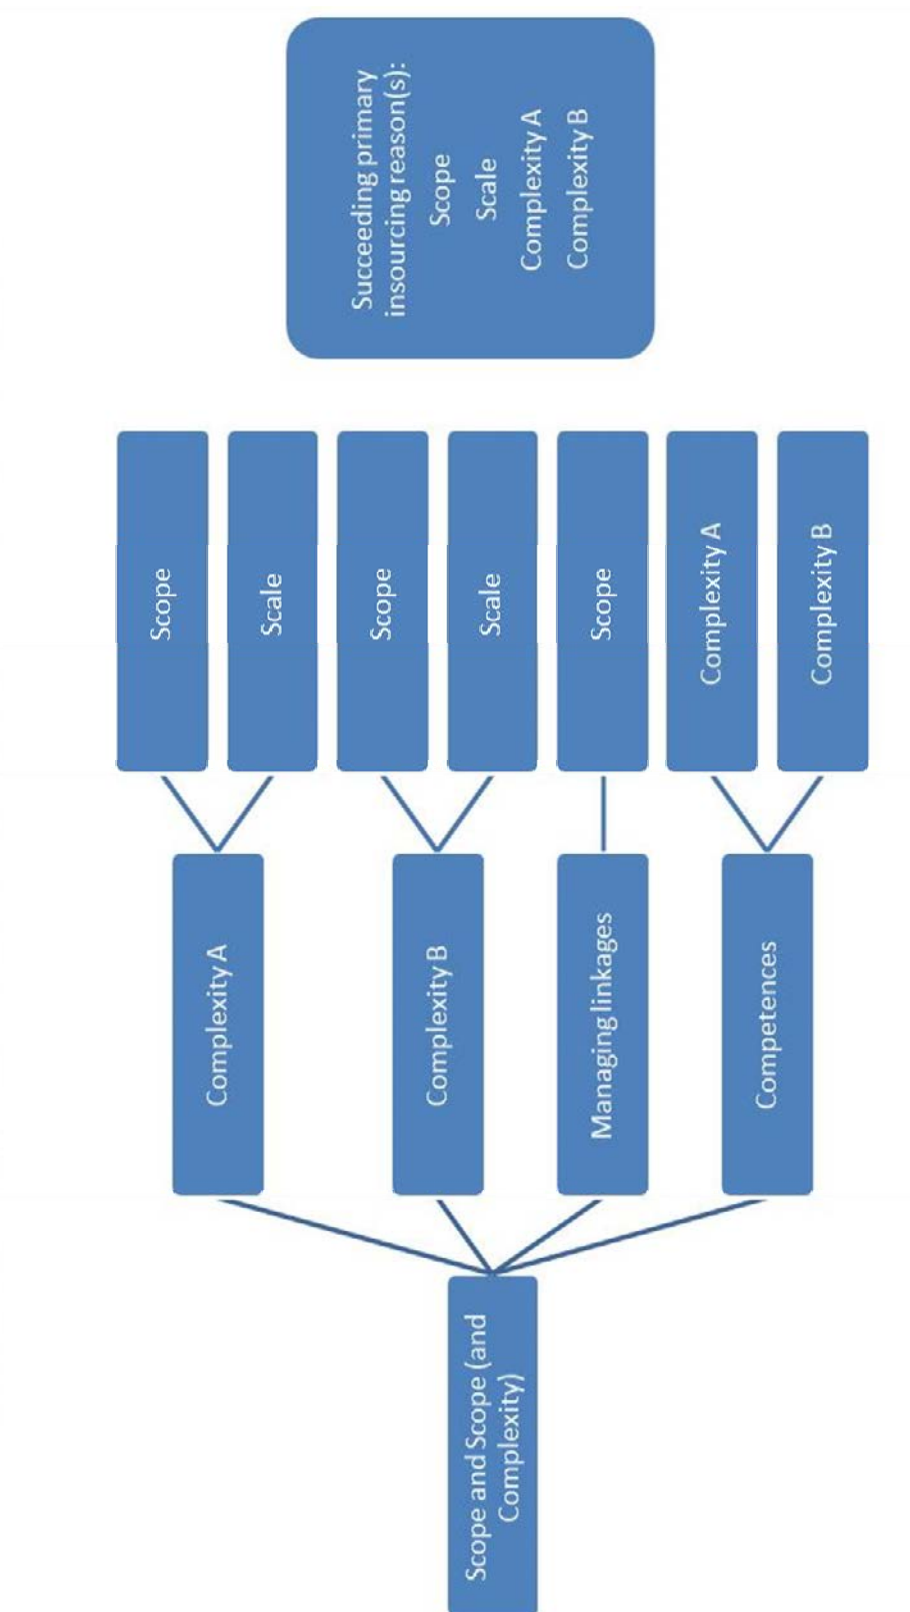 Scope and Scope (and
Complexity)
Complexity A
Complexity B
Managing linkages
Competences
Scope
Scale
Scope
Scale
Scope
Complexity A
Complexity B
Succeeding primary
insourcing reason(s):
Scope
Scale
Complexity A
Complexity B